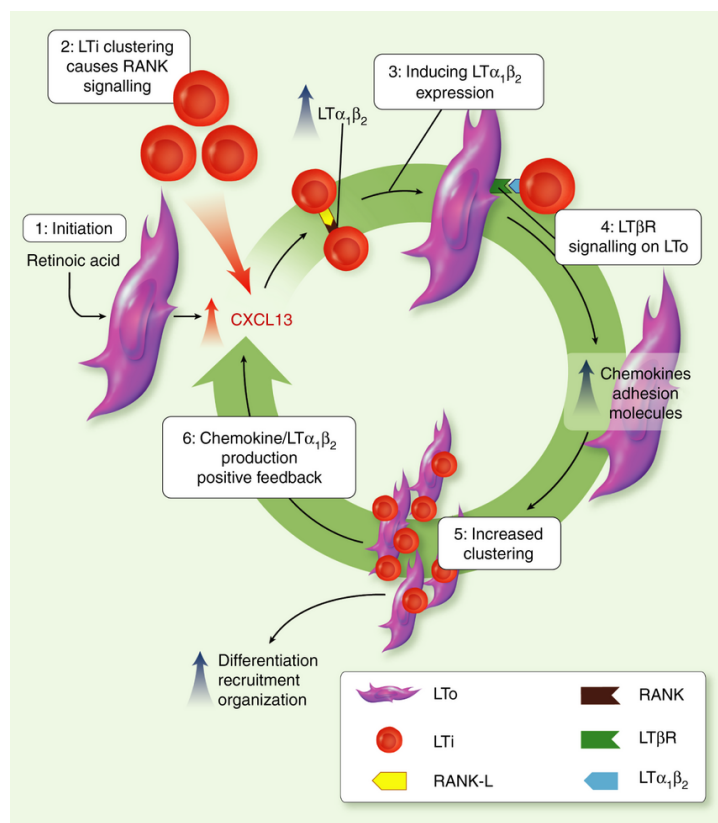 2: LTi clustering
causes RANK
signalling
3: Inducing LTα₁β₂
expression
LTα₁β₂
1: Initiation
Retinoic acid
4: LTβR
signalling on LTo
CXCL13
Chemokines
adhesion
molecules
6: Chemokine/LTα₁β₂
production
positive feedback
5: Increased
clustering
Differentiation
recruitment
organization
LTo
RANK
LTi
LTβR
RANK-L
LTα₁β₂